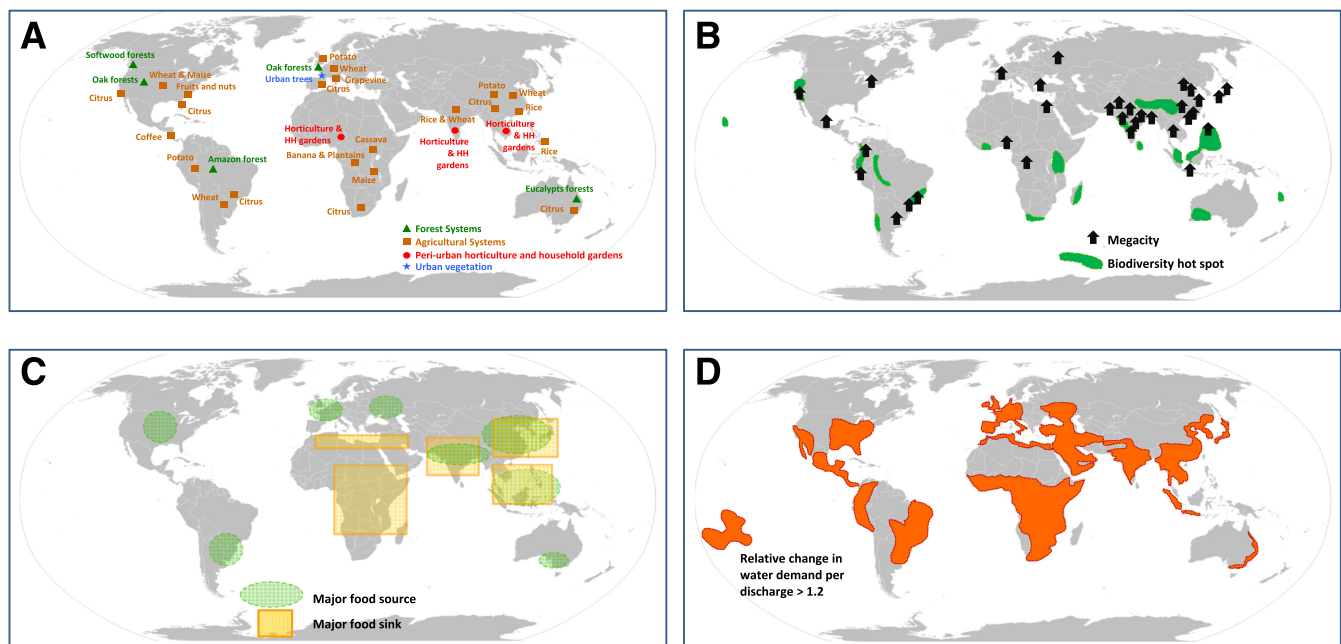 A
Softwood forests
Oak forests
Wheat & Maize
Fruits and nuts
Citrus
Citrus
Coffee
Potato
Amazon forest
Wheat
Citrus
Potato
Oak forests
Wheat
Urban trees
Grapevine
Citrus
Horticulture &
HH gardens
Cassava
Banana & Plantains
Maize
Citrus
Potato
Wheat
Citrus
Rice
Rice & Wheat
Horticulture
& HH
gardens
Horticulture
& HH
gardens
Rice
Eucalypts forests
Citrus
Forest Systems
Agricultural Systems
Peri-urban horticulture and household gardens
Urban vegetation
B
Megacity
Biodiversity hot spot
C
Major food source
Major food sink
D
Relative change in
water demand per
discharge > 1.2